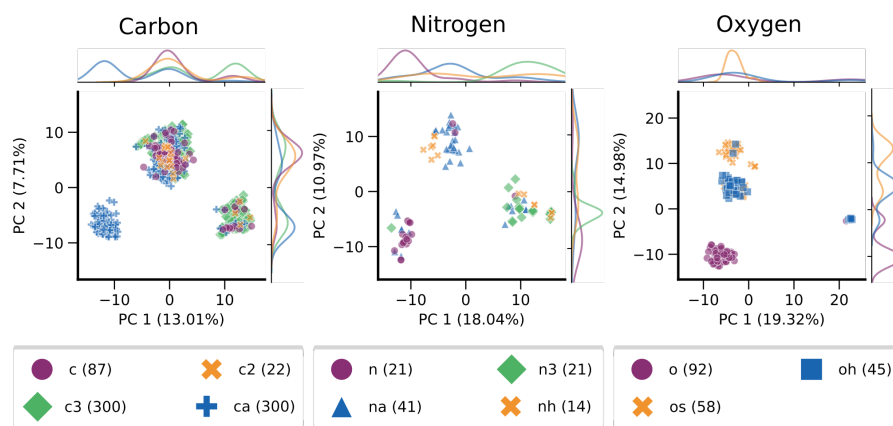 Carbon
Nitrogen
Oxygen
PC 2 (7.71%)
10
0
−10
−10
0
10
PC 1 (13.01%)
PC 2 (10.97%)
10
0
−10
−10
0
10
PC 1 (18.04%)
PC 2 (14.98%)
20
10
0
−10
−10
0
10
20
PC 1 (19.32%)
c (87)
c2 (22)
c3 (300)
ca (300)
n (21)
n3 (21)
na (41)
nh (14)
o (92)
oh (45)
os (58)